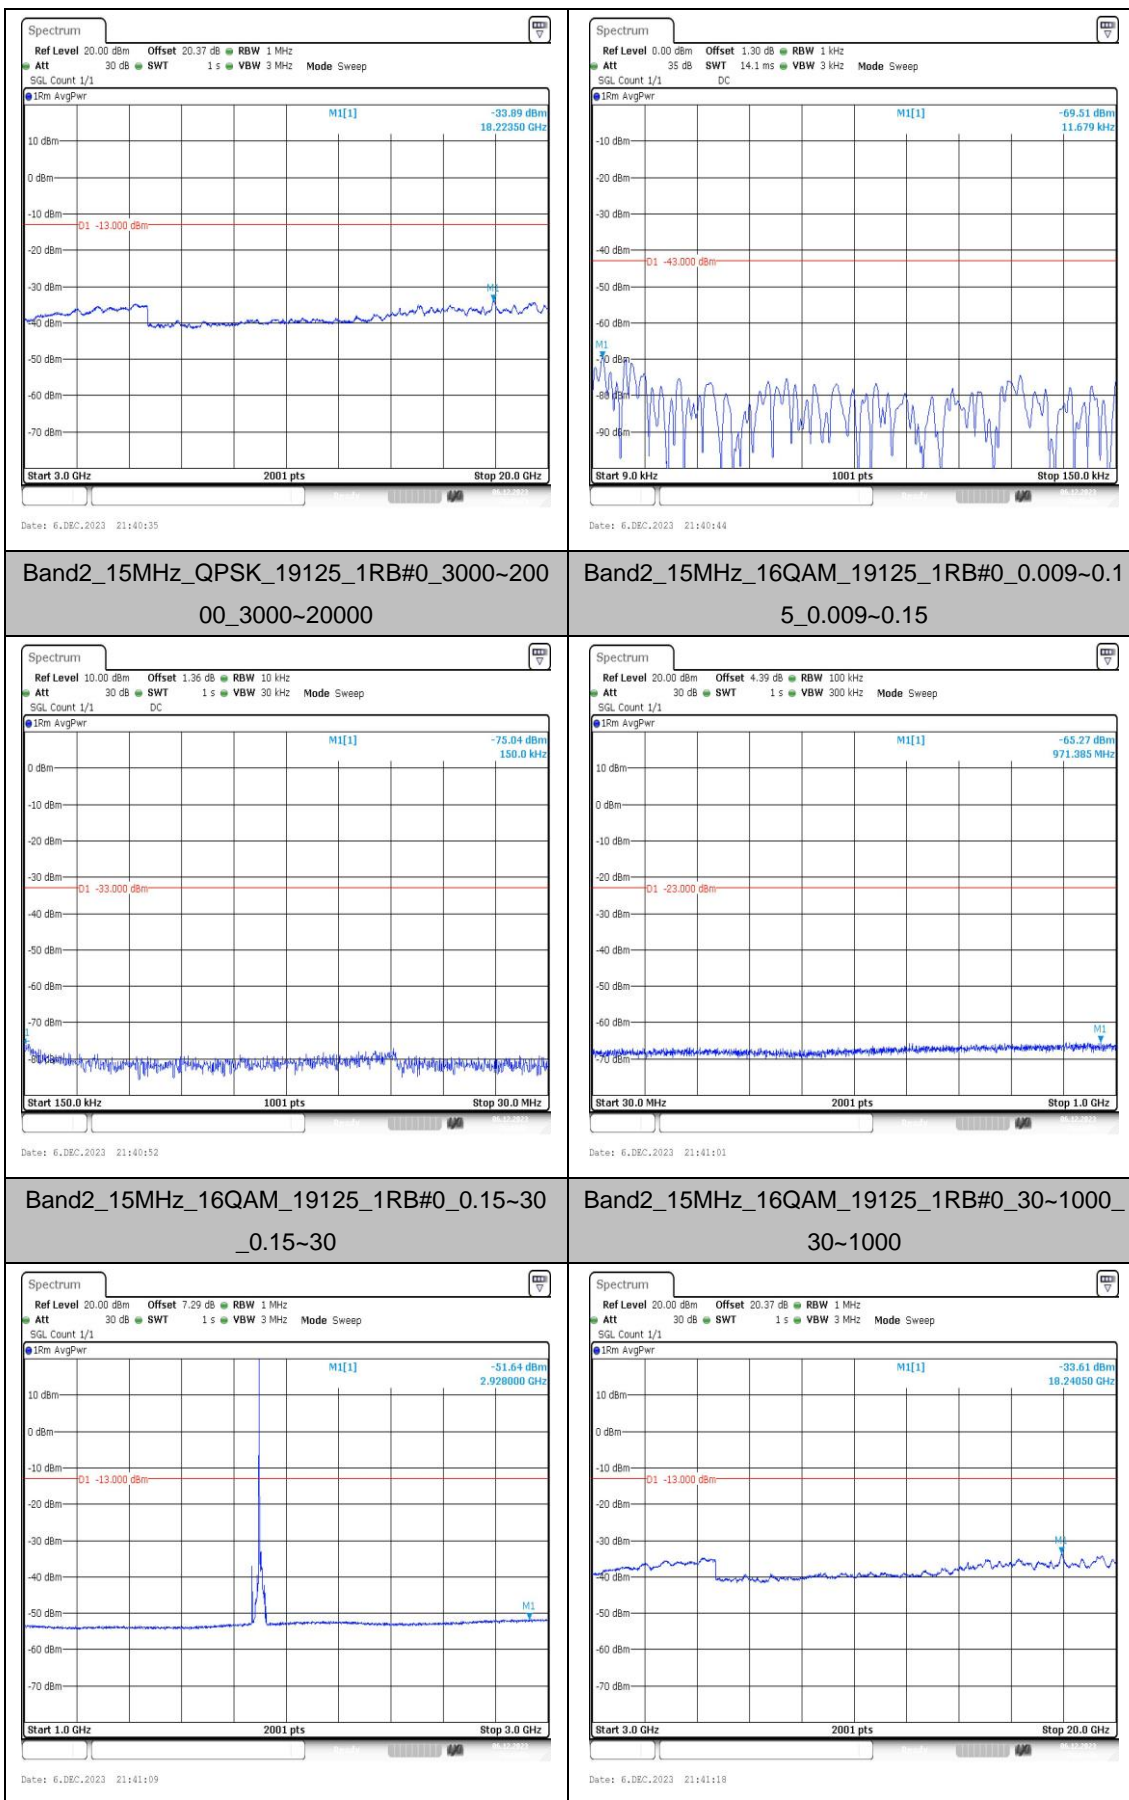 Spectrum
Ref Level 20.00 dBm Offset 20.37 dB RBW 1 MHz
Att 30 dB SWT 1 s VBW 3 MHz Mode Sweep
SGL Count 1/1
1Rm AvgPwr
M1[1] -33.89 dBm
18.22350 GHz
10 dBm
0 dBm
-10 dBm
D1 -13.000 dBm
-20 dBm
M1
-30 dBm
-40 dBm
-50 dBm
-60 dBm
-70 dBm
Start 3.0 GHz 2001 pts Stop 20.0 GHz
Date: 6.DEC.2023 21:40:35
Spectrum
Ref Level 0.00 dBm Offset 1.30 dB RBW 1 kHz
Att 35 dB SWT 14.1 ms VBW 3 kHz Mode Sweep
SGL Count 1/1 DC
1Rm AvgPwr
M1[1] -69.51 dBm
11.679 kHz
-10 dBm
-20 dBm
-30 dBm
-40 dBm
D1 -43.000 dBm
-50 dBm
-60 dBm
M1
-70 dBm
-80 dBm
-90 dBm
Start 9.0 kHz 1001 pts Stop 150.0 kHz
Date: 6.DEC.2023 21:40:44
Band2_15MHz_QPSK_19125_1RB#0_3000~200
00_3000~20000
Band2_15MHz_16QAM_19125_1RB#0_0.009~0.1
5_0.009~0.15
Spectrum
Ref Level 10.00 dBm Offset 1.36 dB RBW 10 kHz
Att 30 dB SWT 1 s VBW 30 kHz Mode Sweep
SGL Count 1/1 DC
1Rm AvgPwr
M1[1] -75.04 dBm
150.0 kHz
0 dBm
-10 dBm
-20 dBm
-30 dBm
D1 -33.000 dBm
-40 dBm
-50 dBm
-60 dBm
-70 dBm
-80 dBm
Start 150.0 kHz 1001 pts Stop 30.0 MHz
Date: 6.DEC.2023 21:40:52
Spectrum
Ref Level 20.00 dBm Offset 4.39 dB RBW 100 kHz
Att 30 dB SWT 1 s VBW 300 kHz Mode Sweep
SGL Count 1/1
1Rm AvgPwr
M1[1] -65.27 dBm
971.385 MHz
10 dBm
0 dBm
-10 dBm
-20 dBm
D1 -23.000 dBm
-30 dBm
-40 dBm
-50 dBm
-60 dBm
M1
-70 dBm
Start 30.0 MHz 2001 pts Stop 1.0 GHz
Date: 6.DEC.2023 21:41:01
Band2_15MHz_16QAM_19125_1RB#0_0.15~30
_0.15~30
Band2_15MHz_16QAM_19125_1RB#0_30~1000_
30~1000
Spectrum
Ref Level 20.00 dBm Offset 7.29 dB RBW 1 MHz
Att 30 dB SWT 1 s VBW 3 MHz Mode Sweep
SGL Count 1/1
1Rm AvgPwr
M1[1] -51.64 dBm
2.928000 GHz
10 dBm
0 dBm
-10 dBm
D1 -13.000 dBm
-20 dBm
-30 dBm
-40 dBm
-50 dBm
M1
-60 dBm
-70 dBm
Start 1.0 GHz 2001 pts Stop 3.0 GHz
Date: 6.DEC.2023 21:41:09
Spectrum
Ref Level 20.00 dBm Offset 20.37 dB RBW 1 MHz
Att 30 dB SWT 1 s VBW 3 MHz Mode Sweep
SGL Count 1/1
1Rm AvgPwr
M1[1] -33.61 dBm
18.24050 GHz
10 dBm
0 dBm
-10 dBm
D1 -13.000 dBm
-20 dBm
-30 dBm
M1
-40 dBm
-50 dBm
-60 dBm
-70 dBm
Start 3.0 GHz 2001 pts Stop 20.0 GHz
Date: 6.DEC.2023 21:41:18